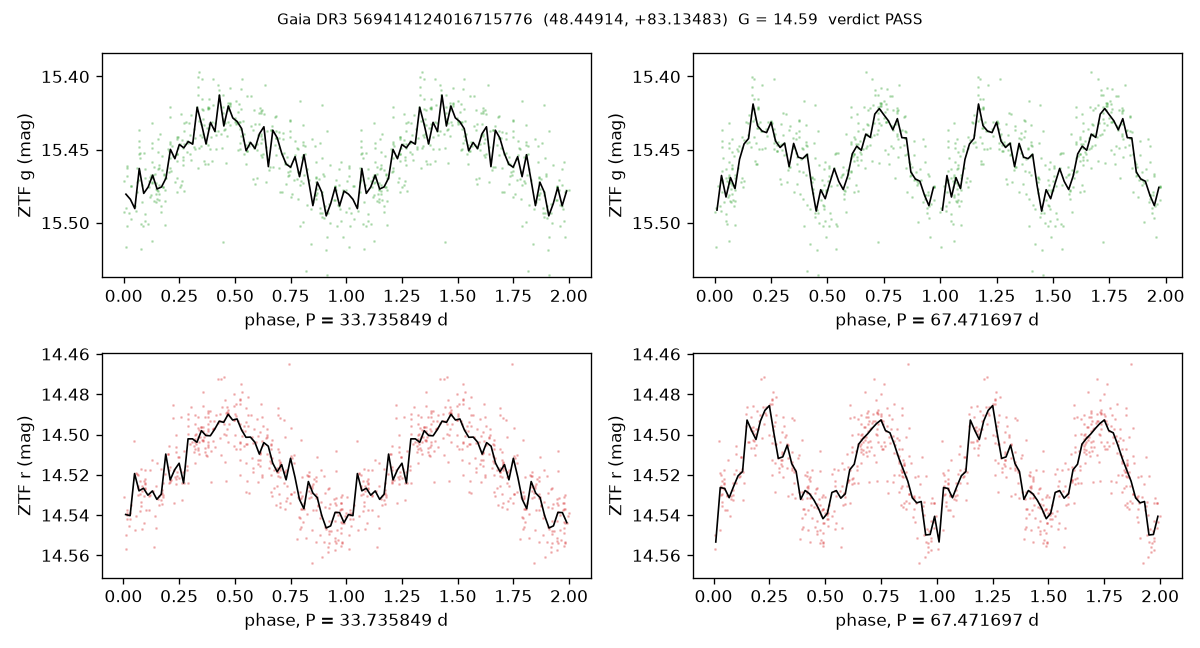 Gaia DR3 569414124016715776 (48.44914, +83.13483) G = 14.59 verdict PASS
ZTF g (mag)
15.40
15.45
15.50
0.00 0.25 0.50 0.75 1.00 1.25 1.50 1.75 2.00
phase, P = 33.735849 d
ZTF g (mag)
15.40
15.45
15.50
0.00 0.25 0.50 0.75 1.00 1.25 1.50 1.75 2.00
phase, P = 67.471697 d
ZTF r (mag)
14.46
14.48
14.50
14.52
14.54
14.56
0.00 0.25 0.50 0.75 1.00 1.25 1.50 1.75 2.00
phase, P = 33.735849 d
ZTF r (mag)
14.46
14.48
14.50
14.52
14.54
14.56
0.00 0.25 0.50 0.75 1.00 1.25 1.50 1.75 2.00
phase, P = 67.471697 d